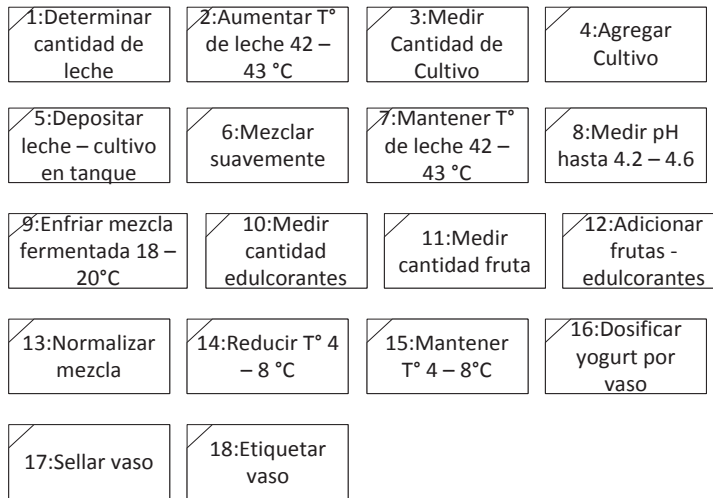 1:Determinar
cantidad de
leche
2:Aumentar T°
de leche 42 –
43 °C
3:Medir
Cantidad de
Cultivo
4:Agregar
Cultivo
5:Depositar
leche – cultivo
en tanque
6:Mezclar
suavemente
7:Mantener T°
de leche 42 –
43 °C
8:Medir pH
hasta 4.2 – 4.6
9:Enfriar mezcla
fermentada 18 –
20°C
10:Medir
cantidad
edulcorantes
11:Medir
cantidad fruta
12:Adicionar
frutas -
edulcorantes
13:Normalizar
mezcla
14:Reducir T° 4
– 8 °C
15:Mantener
T° 4 – 8°C
16:Dosificar
yogurt por
vaso
17:Sellar vaso
18:Etiquetar
vaso